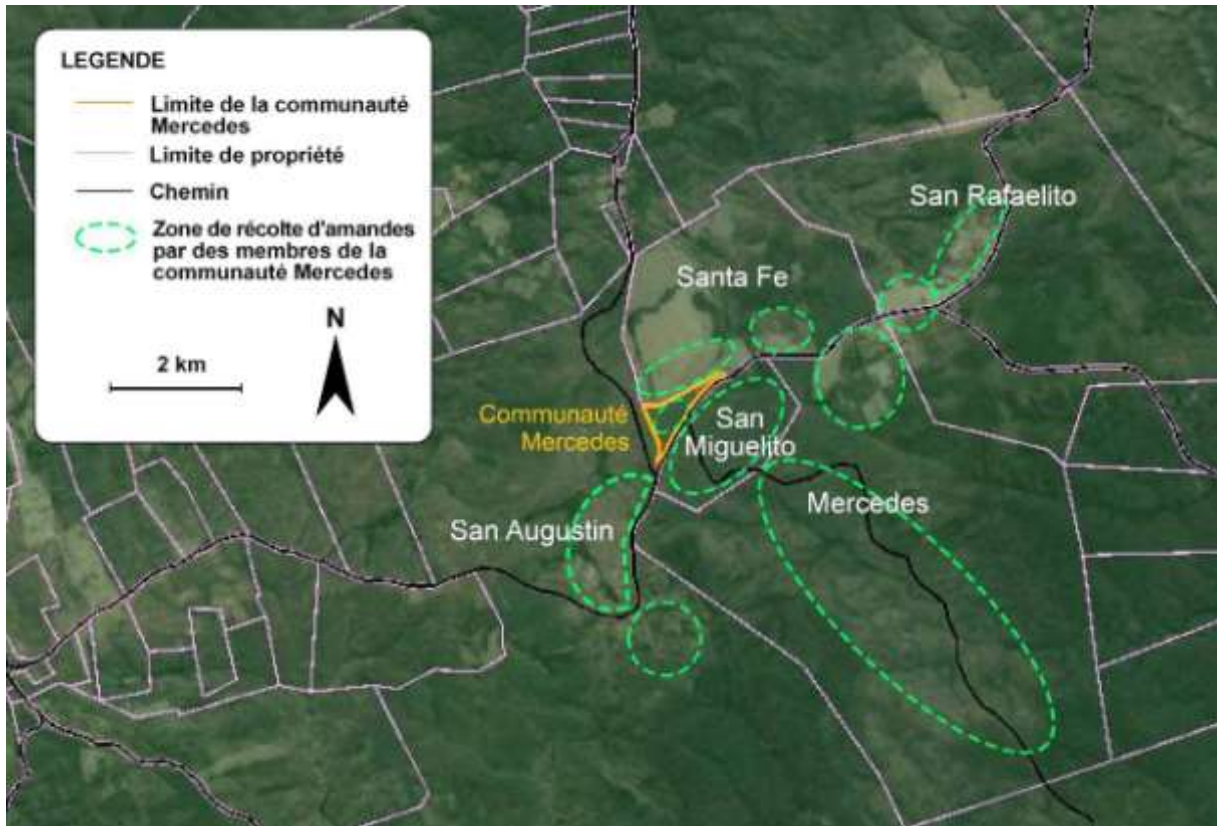 LEGENDE
Limite de la communauté
Mercedes
Limite de propriété
Chemin
Zone de récolte d'amandes
par des membres de la
communauté Mercedes
N
2 km
San Rafaelito
Santa Fe
Communauté
Mercedes
San
Miguelito
Mercedes
San Augustin